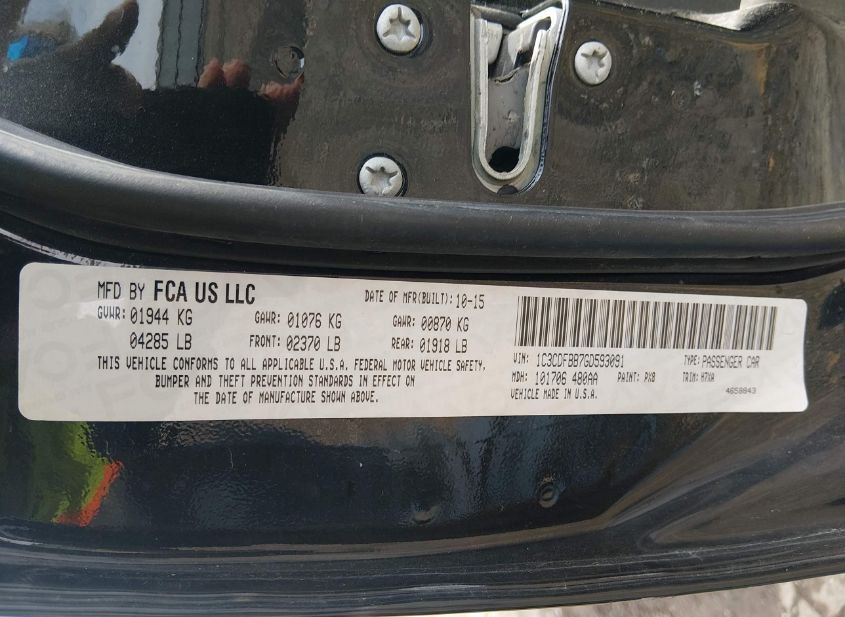 MFD BY FCA US LLC DATE OF MFR(BUILT): 10-15
GVWR: 01944 KG GAWR: 01076 KG GAWR: 00870 KG
04285 LB FRONT: 02370 LB REAR: 01918 LB
THIS VEHICLE CONFORMS TO ALL APPLICABLE U.S.A. FEDERAL MOTOR VEHICLE SAFETY,
BUMPER AND THEFT PREVENTION STANDARDS IN EFFECT ON
THE DATE OF MANUFACTURE SHOWN ABOVE.
VIN: 1C3CDFBB7GD593091 TYPE: PASSENGER CAR
MDH: 101706 480AA PAINT: PX8 TRIM: H7XA
VEHICLE MADE IN U.S.A. 4658843